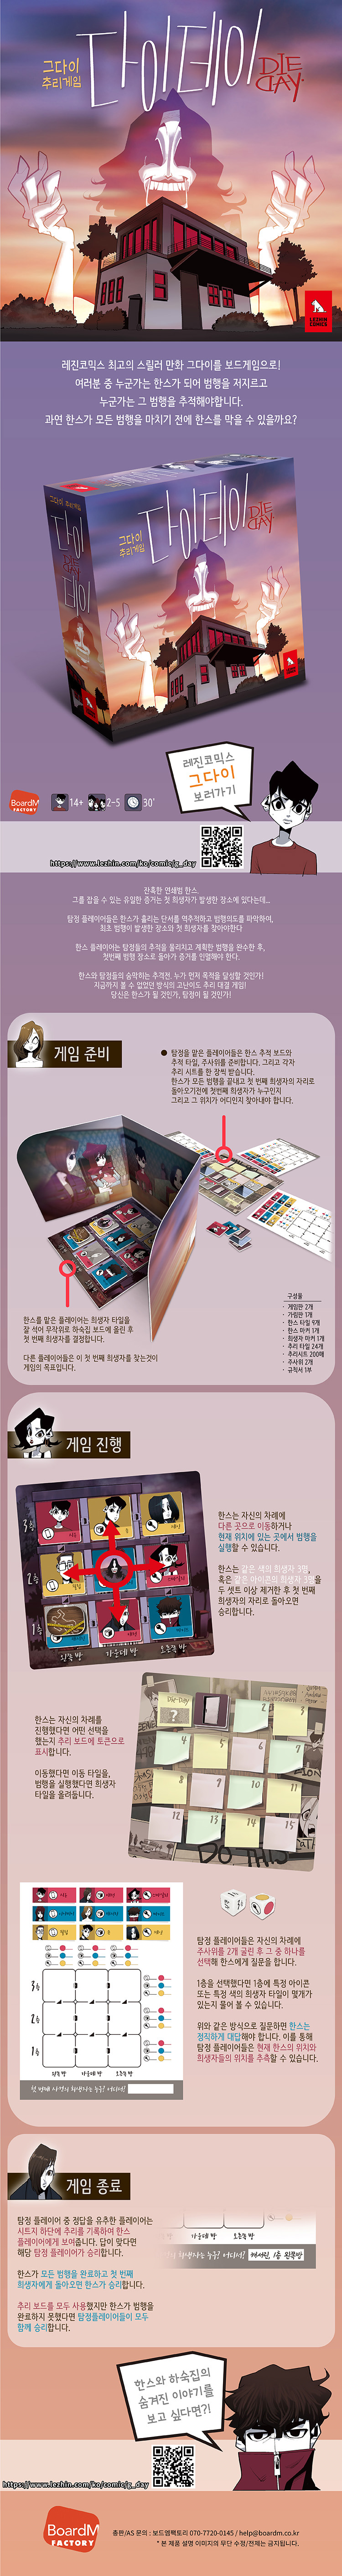 그다이
추리게임
다이데이
DIE
DAY.
LEZHIN
COMICS
레진코믹스 최고의 스릴러 만화 그다이를 보드게임으로!
여러분 중 누군가는 한스가 되어 범행을 저지르고
누군가는 그 범행을 추적해야합니다.
과연 한스가 모든 범행을 마치기 전에 한스를 막을 수 있을까요?
그다이
추리게임
다이데이
DIE
DAY.
레진코믹스
그다이
보러가기
BoardM
FACTORY
14+
2-5
30'
https://www.lezhin.com/ko/comic/g_day
잔혹한 연쇄범 한스.
그를 잡을 수 있는 유일한 증거는 첫 희생자가 발생한 장소에 있다는데...
탐정 플레이어들은 한스가 흘리는 단서를 역추적하고 범행의도를 파악하여,
최초 범행이 발생한 장소와 첫 희생자를 찾아야한다
한스 플레이어는 탐정들의 추적을 물리치고 계획한 범행을 완수한 후,
첫번째 범행 장소로 돌아가 증거를 인멸해야 한다.
한스와 탐정들의 숨막히는 추격전. 누가 먼저 목적을 달성할 것인가!
지금까지 볼 수 없었던 방식의 고난이도 추리 대결 게임!
당신은 한스가 될 것인가, 탐정이 될 것인가!
게임 준비
탐정을 맡은 플레이어들은 한스 추적 보드와
추적 타일, 주사위를 준비합니다. 그리고 각자
추리 시트를 한 장씩 받습니다.
한스가 모든 범행을 끝내고 첫 번째 희생자의 자리로
돌아오기전에 첫번째 희생자가 누구인지
그리고 그 위치가 어디인지 찾아내야 합니다.
한스를 맡은 플레이어는 희생자 타일을
잘 섞어 무작위로 하숙집 보드에 올린 후
첫 번째 희생자를 결정합니다.
다른 플레이어들은 이 첫 번째 희생자를 찾는것이
게임의 목표입니다.
구성물
· 게임판 2개
· 가림판 1개
· 한스 타일 9개
· 한스 마커 1개
· 희생자 마커 1개
· 추리 타일 24개
· 추리시트 200매
· 주사위 2개
· 규칙서 1부
게임 진행
3층
2층
1층
왼쪽 방
가운데 방
오른쪽 방
한스는 자신의 차례에
다른 곳으로 이동하거나
현재 위치에 있는 곳에서 범행을
실행할 수 있습니다.
한스는 같은 색의 희생자 3명,
혹은 같은 아이콘의 희생자 3명을
두 세트 이상 제거한 후 첫 번째
희생자의 자리로 돌아오면
승리합니다.
한스는 자신의 차례를
진행했다면 어떤 선택을
했는지 추리 보드에 토큰으로
표시합니다.
이동했다면 이동 타일을,
범행을 실행했다면 희생자
타일을 올려둡니다.
Die-Day
?
2
3
4
5
6
7
8
9
10
11
12
13
14
15
DO THIS
3층
2층
1층
왼쪽 방
가운데 방
오른쪽 방
첫 번째 사건의 희생자는 누구? 어디서?
탐정 플레이어들은 자신의 차례에
주사위를 2개 굴린 후 그 중 하나를
선택해 한스에게 질문을 합니다.
1층을 선택했다면 1층에 특정 아이콘
또는 특정 색의 희생자 타일이 몇개가
있는지 물어 볼 수 있습니다.
위와 같은 방식으로 질문하면 한스는
정직하게 대답해야 합니다. 이를 통해
탐정 플레이어들은 현재 한스의 위치와
희생자들의 위치를 추측할 수 있습니다.
게임 종료
탐정 플레이어 중 정답을 유추한 플레이어는
시트지 하단에 추리를 기록하여 한스
플레이어에게 보여줍니다. 답이 맞다면
해당 탐정 플레이어가 승리합니다.
한스가 모든 범행을 완료하고 첫 번째
희생자에게 돌아오면 한스가 승리합니다.
추리 보드를 모두 사용했지만 한스가 범행을
완료하지 못했다면 탐정플레이어들이 모두
함께 승리합니다.
가운데 방
오른쪽 방
희생자는 누구? 어디서?
캐서린, 1층 왼쪽방
한스와 하숙집의
숨겨진 이야기를
보고 싶다면?!
https://www.lezhin.com/ko/comic/g_day
BoardM
FACTORY
총판/AS 문의 : 보드엠팩토리 070-7720-0145 / help@boardm.co.kr
* 본 제품 설명 이미지의 무단 수정/전재는 금지됩니다.